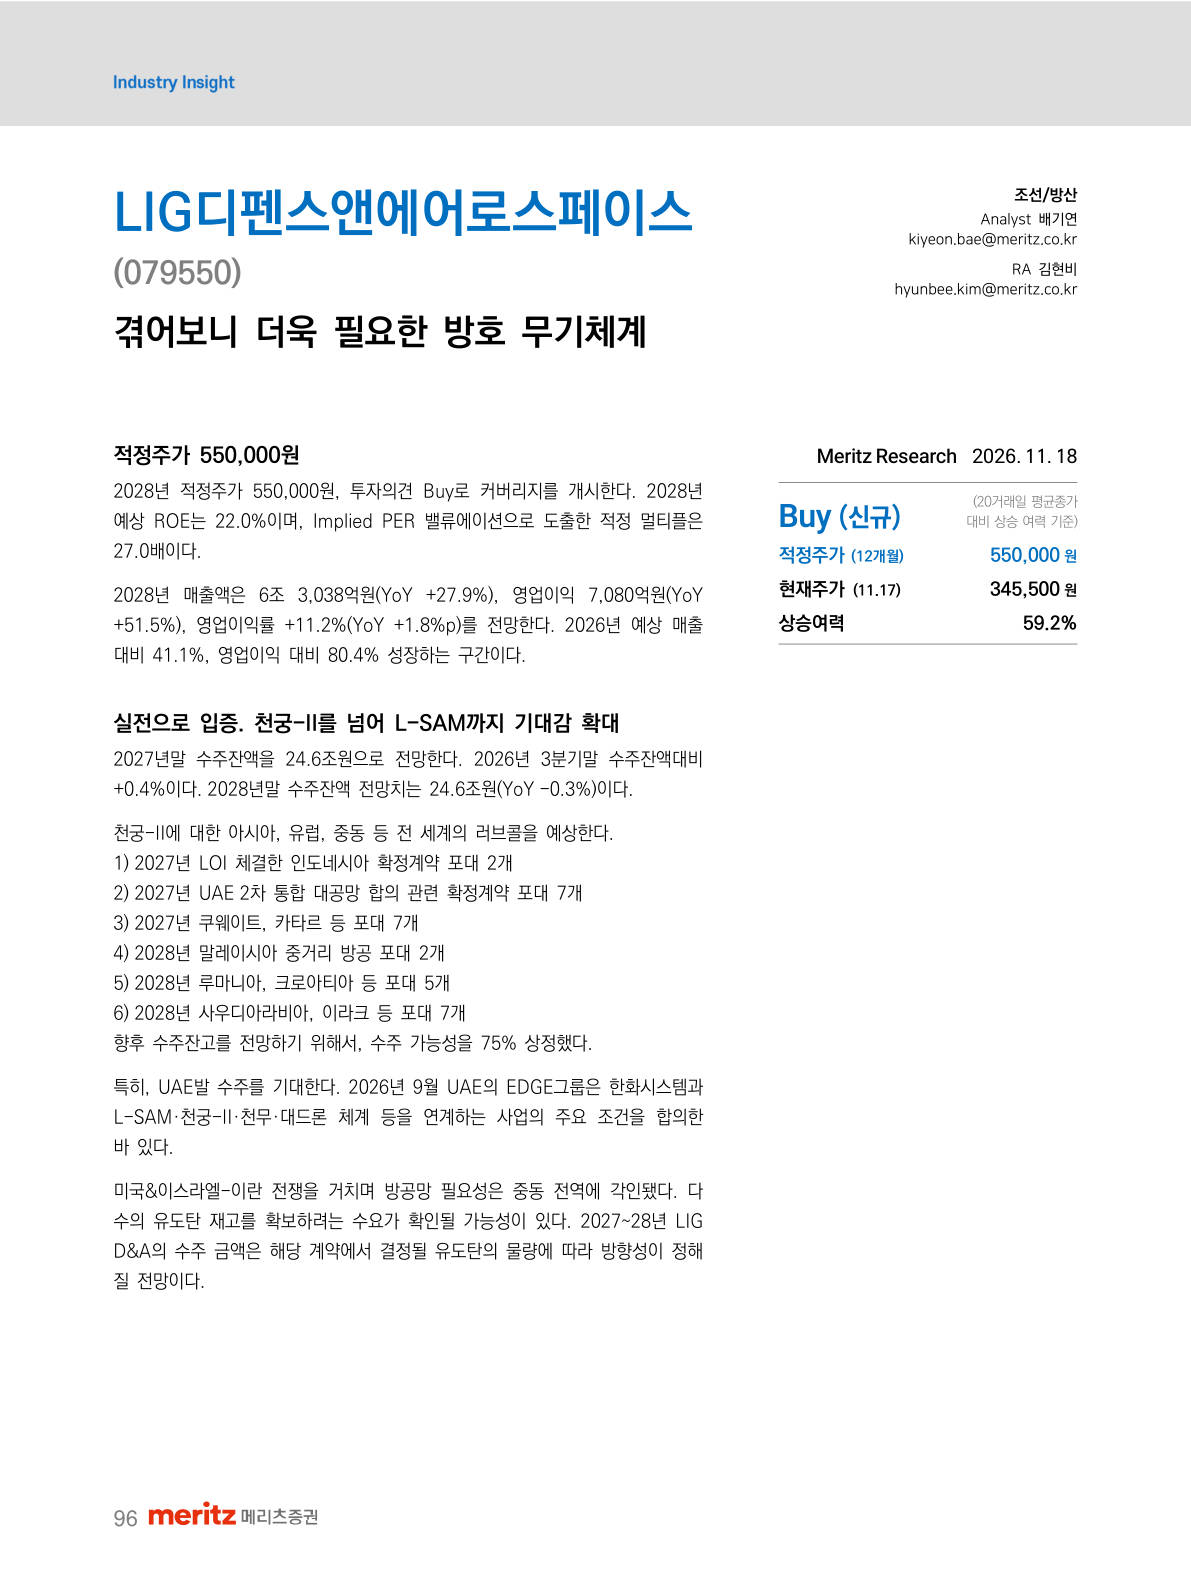 Industry Insight
LIG디펜스앤에어로스페이스
(079550)
겪어보니 더욱 필요한 방호 무기체계
조선/방산
Analyst 배기연
kiyeon.bae@meritz.co.kr
RA 김현비
hyunbee.kim@meritz.co.kr
적정주가 550,000원
2028년 적정주가 550,000원, 투자의견 Buy로 커버리지를 개시한다. 2028년
예상 ROE는 22.0%이며, Implied PER 밸류에이션으로 도출한 적정 멀티플은
27.0배이다.
2028년 매출액은 6조 3,038억원(YoY +27.9%), 영업이익 7,080억원(YoY
+51.5%), 영업이익률 +11.2%(YoY +1.8%p)를 전망한다. 2026년 예상 매출
대비 41.1%, 영업이익 대비 80.4% 성장하는 구간이다.
실전으로 입증. 천궁-II를 넘어 L-SAM까지 기대감 확대
2027년말 수주잔액을 24.6조원으로 전망한다. 2026년 3분기말 수주잔액대비
+0.4%이다. 2028년말 수주잔액 전망치는 24.6조원(YoY -0.3%)이다.
천궁-II에 대한 아시아, 유럽, 중동 등 전 세계의 러브콜을 예상한다.
1) 2027년 LOI 체결한 인도네시아 확정계약 포대 2개
2) 2027년 UAE 2차 통합 대공망 합의 관련 확정계약 포대 7개
3) 2027년 쿠웨이트, 카타르 등 포대 7개
4) 2028년 말레이시아 중거리 방공 포대 2개
5) 2028년 루마니아, 크로아티아 등 포대 5개
6) 2028년 사우디아라비아, 이라크 등 포대 7개
향후 수주잔고를 전망하기 위해서, 수주 가능성을 75% 상정했다.
특히, UAE발 수주를 기대한다. 2026년 9월 UAE의 EDGE그룹은 한화시스템과
L-SAM·천궁-II·천무·대드론 체계 등을 연계하는 사업의 주요 조건을 합의한
바 있다.
미국&이스라엘-이란 전쟁을 거치며 방공망 필요성은 중동 전역에 각인됐다. 다
수의 유도탄 재고를 확보하려는 수요가 확인될 가능성이 있다. 2027~28년 LIG
D&A의 수주 금액은 해당 계약에서 결정될 유도탄의 물량에 따라 방향성이 정해
질 전망이다.
Meritz Research 2026. 11. 18
Buy (신규) (20거래일 평균종가
대비 상승 여력 기준)
적정주가 (12개월) 550,000 원
현재주가 (11.17) 345,500 원
상승여력 59.2%
96 meritz 메리츠증권